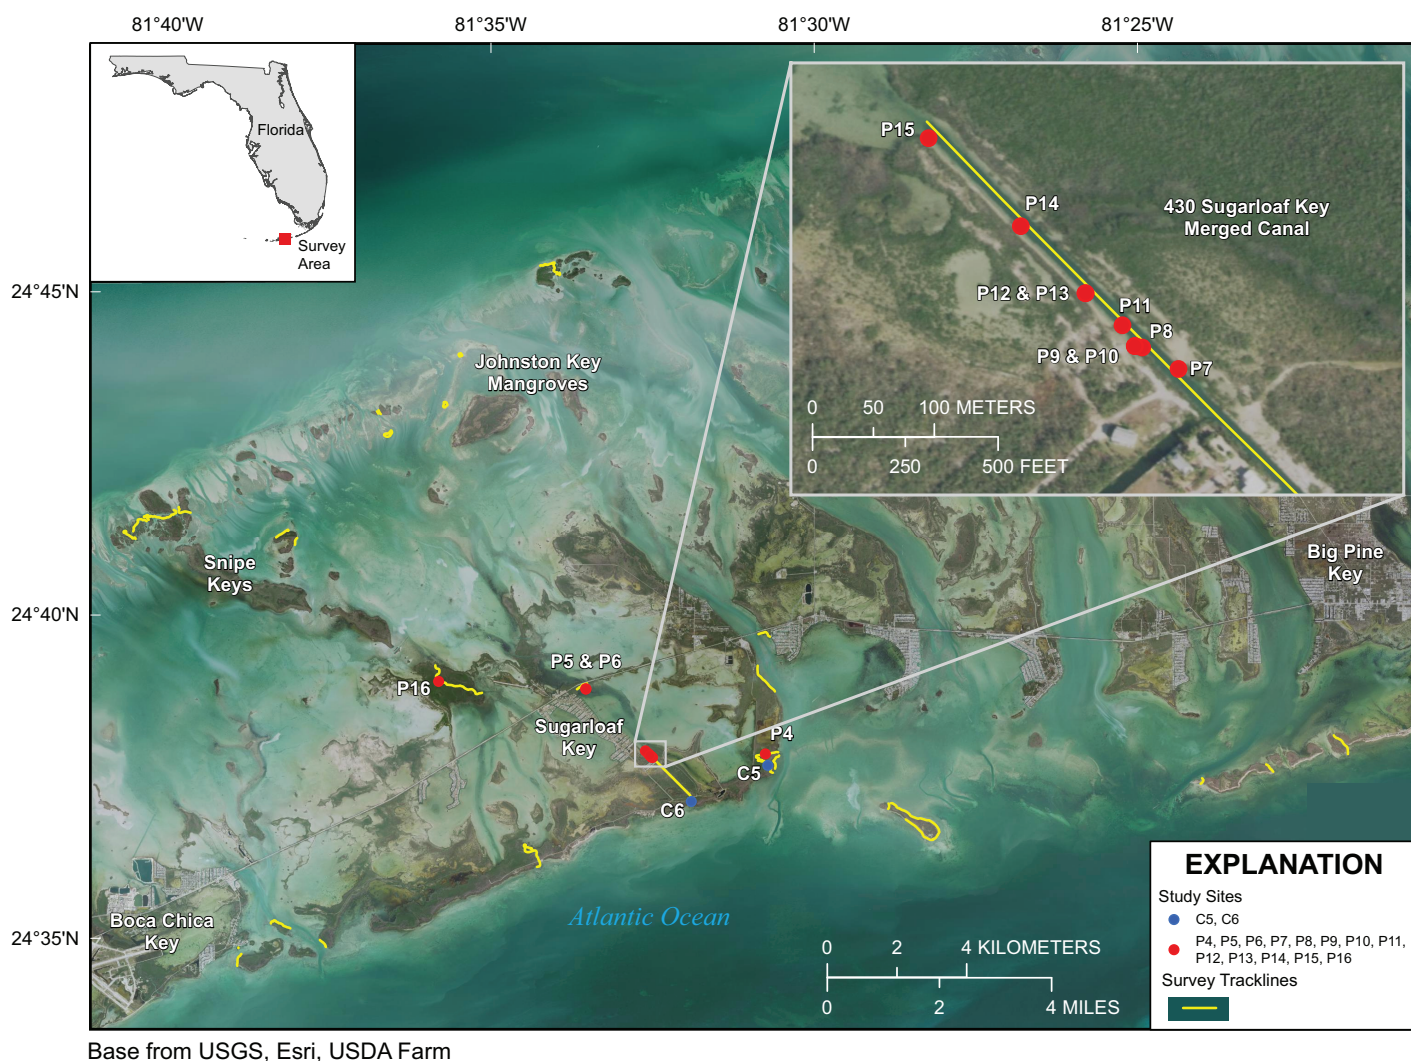 81°40'W 81°35'W 81°30'W 81°25'W
Florida
Survey
Area
P15
P14
430 Sugarloaf Key
Merged Canal
P12 & P13
P11
P8
P9 & P10
P7
0 50 100 METERS
0 250 500 FEET
24°45'N
Johnston Key
Mangroves
Snipe
Keys
Big Pine
Key
24°40'N
P5 & P6
P16
Sugarloaf
Key
P4
C5
C6
Boca Chica
Key
24°35'N
Atlantic Ocean
0 2 4 KILOMETERS
0 2 4 MILES
EXPLANATION
Study Sites
C5, C6
P4, P5, P6, P7, P8, P9, P10, P11,
P12, P13, P14, P15, P16
Survey Tracklines
Base from USGS, Esri, USDA Farm